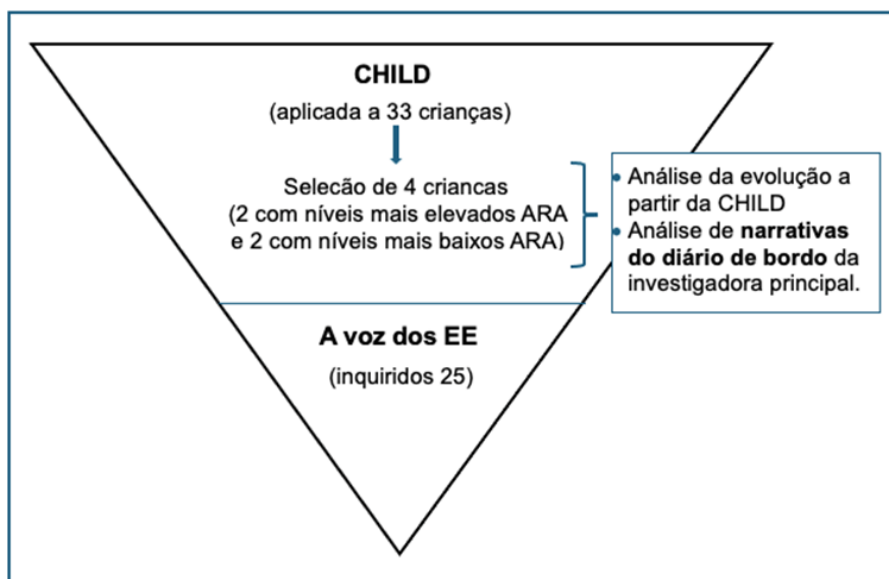 CHILD
(aplicada a 33 crianças)
Selecão de 4 criancas
(2 com níveis mais elevados ARA
e 2 com níveis mais baixos ARA)
• Análise da evolução a
partir da CHILD
• Análise de narrativas
do diário de bordo da
investigadora principal.
A voz dos EE
(inquiridos 25)